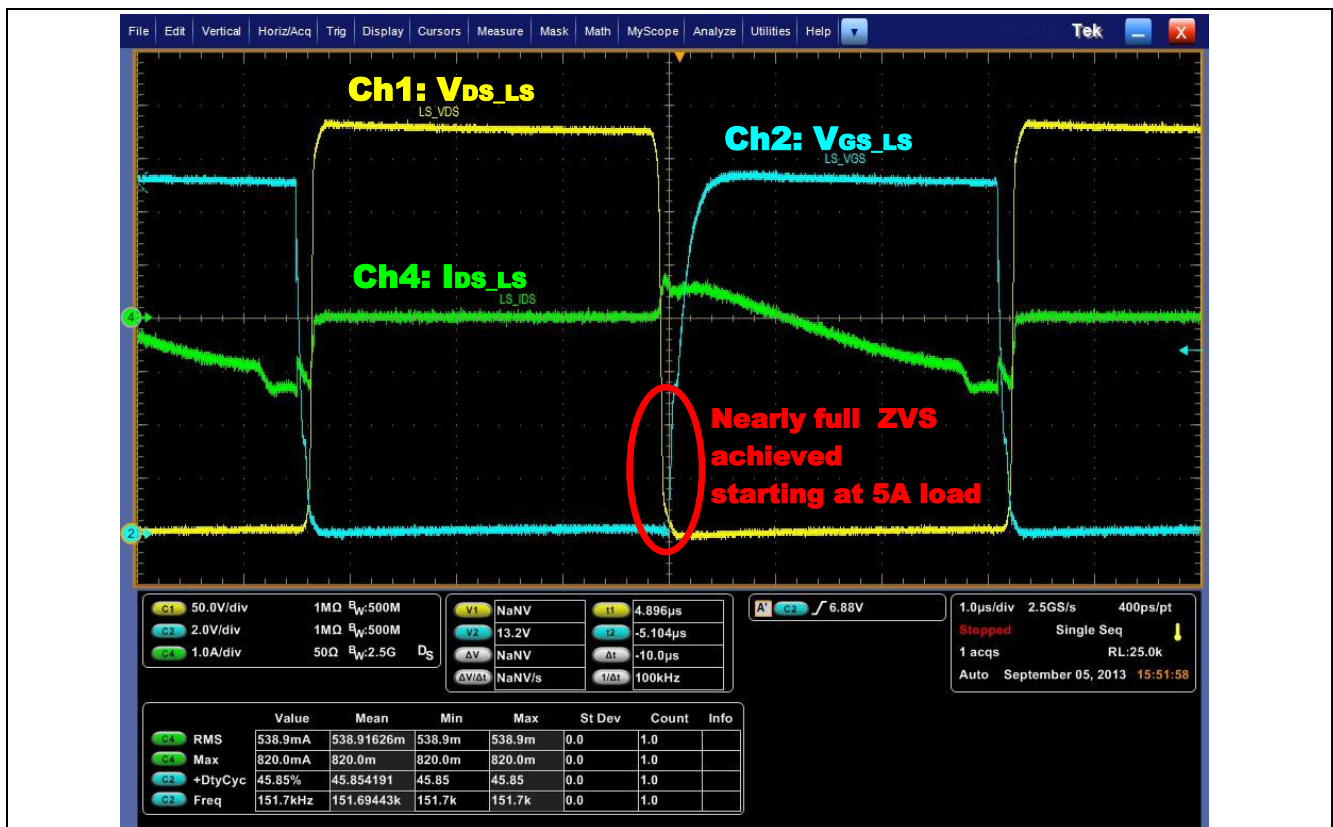 File Edit Vertical Horiz/Acq Trig Display Cursors Measure Mask Math MyScope Analyze Utilities Help Tek
Ch1: VDS_LS
LS_VDS
Ch2: VGS_LS
LS_VGS
Ch4: IDS_LS
LS_IDS
4
Nearly full ZVS
achieved
starting at 5A load
2
C1 50.0V/div 1MΩ BW:500M
C2 2.0V/div 1MΩ BW:500M
C4 1.0A/div 50Ω BW:2.5G DS
V1 NaNV t1 4.896µs
V2 13.2V t2 -5.104µs
ΔV NaNV Δt -10.0µs
ΔV/Δt NaNV/s 1/Δt 100kHz
A' C2 6.88V
1.0µs/div 2.5GS/s 400ps/pt
Stopped Single Seq
1 acqs RL:25.0k
Auto September 05, 2013 15:51:58
Value Mean Min Max St Dev Count Info
C4 RMS 538.9mA 538.91626m 538.9m 538.9m 0.0 1.0
C4 Max 820.0mA 820.0m 820.0m 820.0m 0.0 1.0
C2 +DtyCyc 45.85% 45.854191 45.85 45.85 0.0 1.0
C2 Freq 151.7kHz 151.69443k 151.7k 151.7k 0.0 1.0